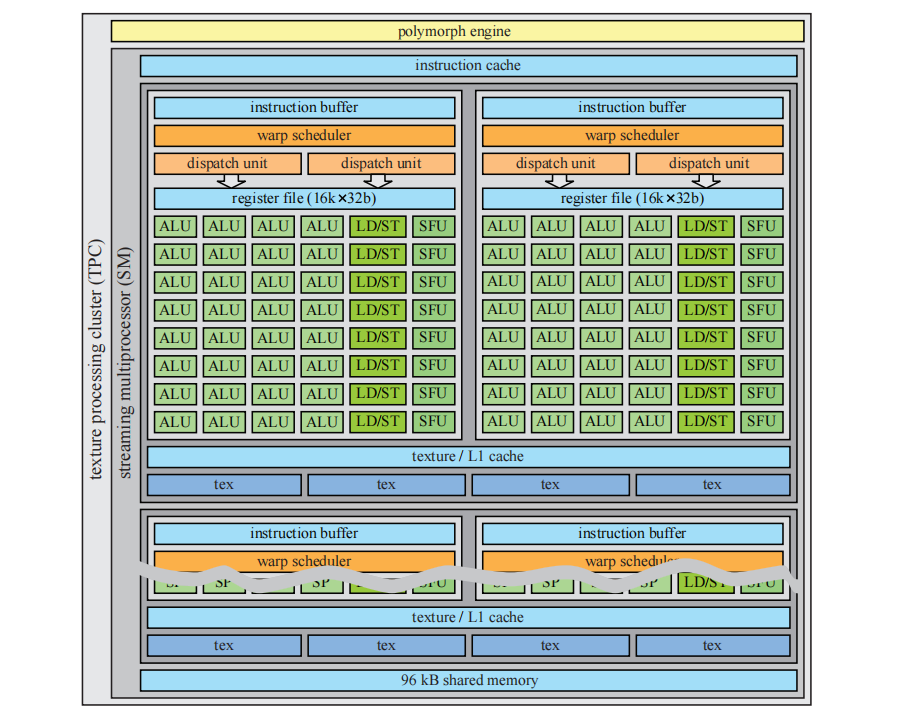 polymorph engine
instruction cache
instruction buffer instruction buffer
warp scheduler warp scheduler
dispatch unit dispatch unit dispatch unit dispatch unit
register file (16k×32b) register file (16k×32b)
ALU ALU ALU ALU LD/ST SFU ALU ALU ALU ALU LD/ST SFU
ALU ALU ALU ALU LD/ST SFU ALU ALU ALU ALU LD/ST SFU
ALU ALU ALU ALU LD/ST SFU ALU ALU ALU ALU LD/ST SFU
ALU ALU ALU ALU LD/ST SFU ALU ALU ALU ALU LD/ST SFU
ALU ALU ALU ALU LD/ST SFU ALU ALU ALU ALU LD/ST SFU
ALU ALU ALU ALU LD/ST SFU ALU ALU ALU ALU LD/ST SFU
ALU ALU ALU ALU LD/ST SFU ALU ALU ALU ALU LD/ST SFU
ALU ALU ALU ALU LD/ST SFU ALU ALU ALU ALU LD/ST SFU
texture / L1 cache
tex tex tex tex
instruction buffer instruction buffer
warp scheduler warp scheduler
SP SP SFU SP SP LD/ST SFU
texture / L1 cache
tex tex tex tex
96 kB shared memory
texture processing cluster (TPC)
streaming multiprocessor (SM)